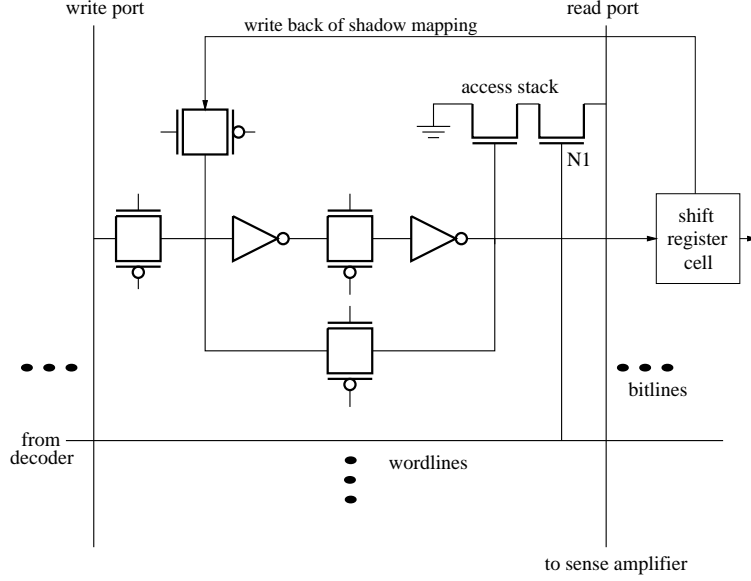 write port
read port
write back of shadow mapping
access stack
N1
shift
register
cell
bitlines
from
decoder
wordlines
to sense amplifier